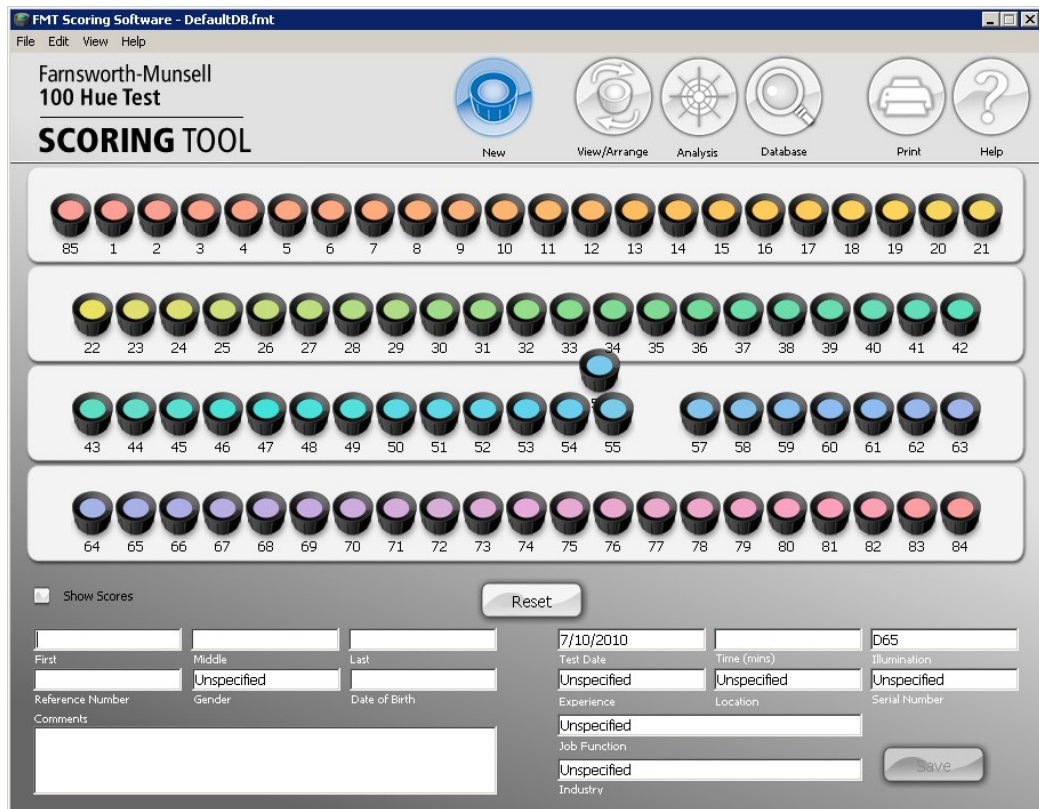 FMT Scoring Software - DefaultDB.fmt
File Edit View Help
Farnsworth-Munsell
100 Hue Test
SCORING TOOL
New View/Arrange Analysis Database Print Help
85 1 2 3 4 5 6 7 8 9 10 11 12 13 14 15 16 17 18 19 20 21
22 23 24 25 26 27 28 29 30 31 32 33 34 35 36 37 38 39 40 41 42
43 44 45 46 47 48 49 50 51 52 53 54 55 57 58 59 60 61 62 63
64 65 66 67 68 69 70 71 72 73 74 75 76 77 78 79 80 81 82 83 84
Show Scores
Reset
7/10/2010 D65
First Middle Last Test Date Time (mins) Illumination
Unspecified Unspecified Unspecified Unspecified
Reference Number Gender Date of Birth Experience Location Serial Number
Comments
Unspecified
Job Function
Unspecified
Industry
Save